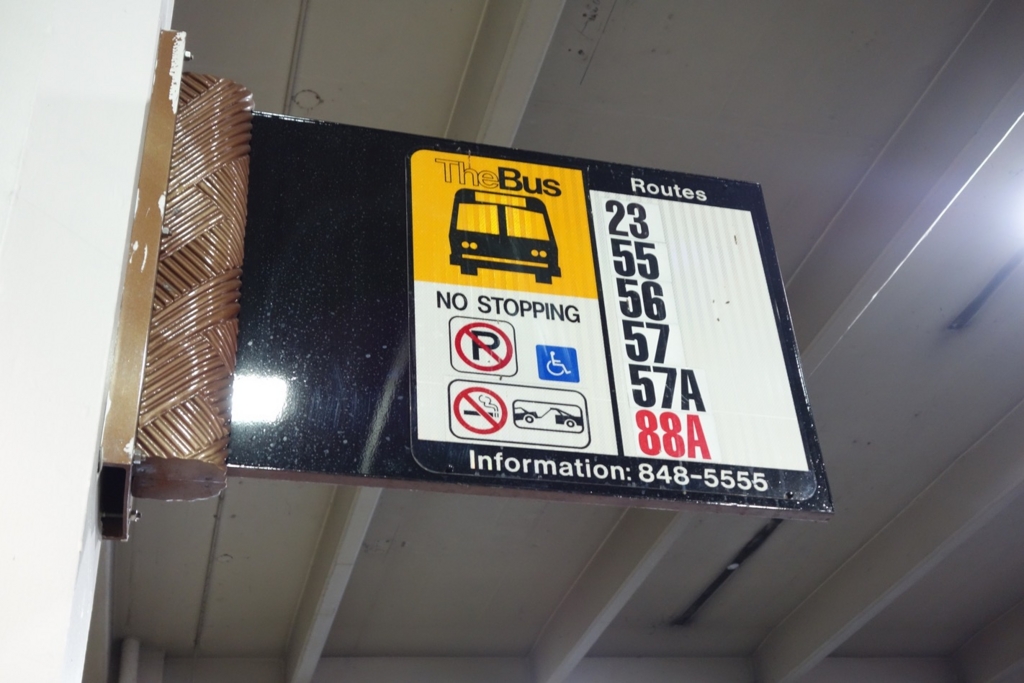 TheBus
NO STOPPING
P
Routes
23
55
56
57
57A
88A
Information: 848-5555